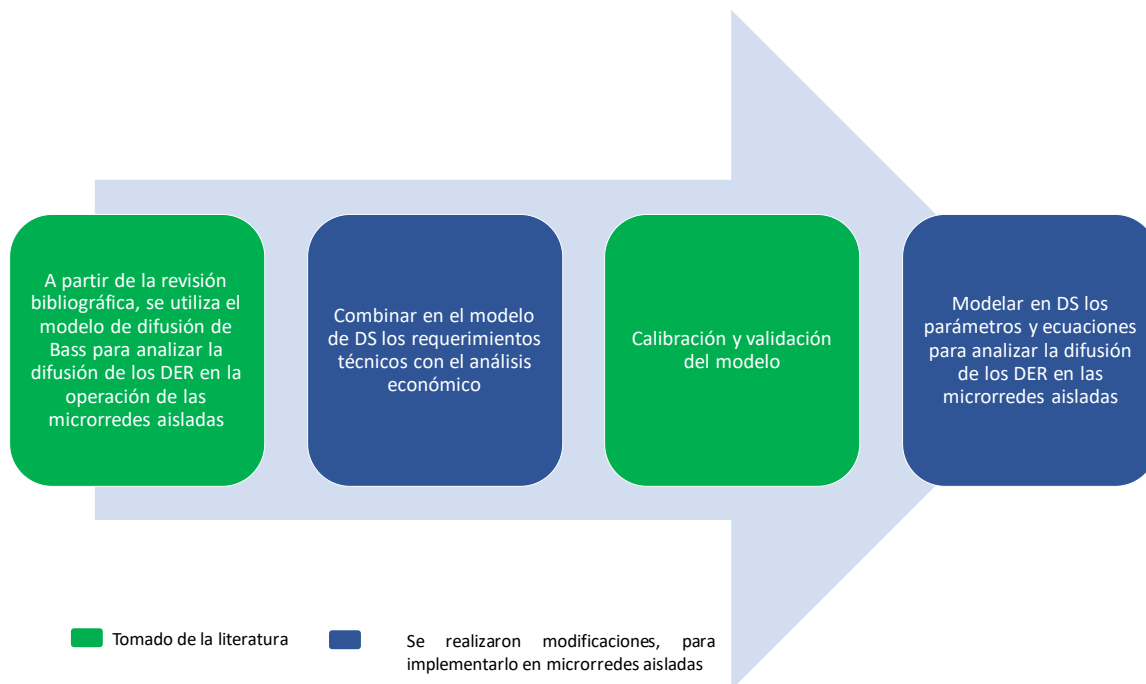 A partir de la revisión
bibliográfica, se utiliza el
modelo de difusión de
Bass para analizar la
difusión de los DER en la
operación de las
microrredes aisladas
Combinar en el modelo
de DS los requerimientos
técnicos con el análisis
económico
Calibración y validación
del modelo
Modelar en DS los
parámetros y ecuaciones
para analizar la difusión
de los DER en las
microrredes aisladas
Tomado de la literatura
Se realizaron modificaciones, para
implementarlo en microrredes aisladas